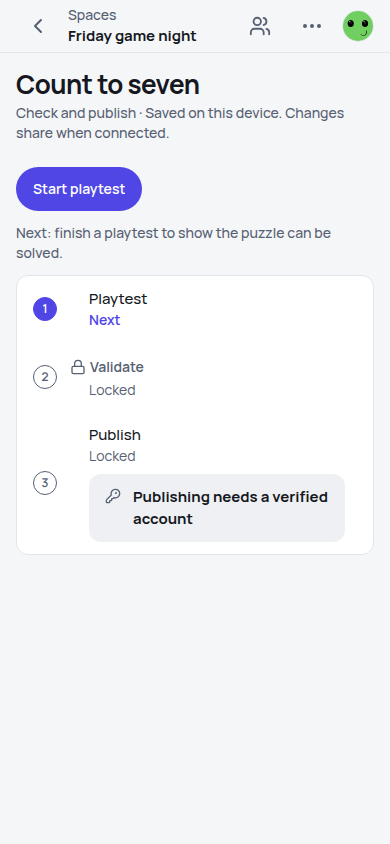 Spaces
Friday game night
Count to seven
Check and publish · Saved on this device. Changes
share when connected.
Start playtest
Next: finish a playtest to show the puzzle can be
solved.
1
Playtest
Next
2
Validate
Locked
Publish
Locked
3
Publishing needs a verified
account